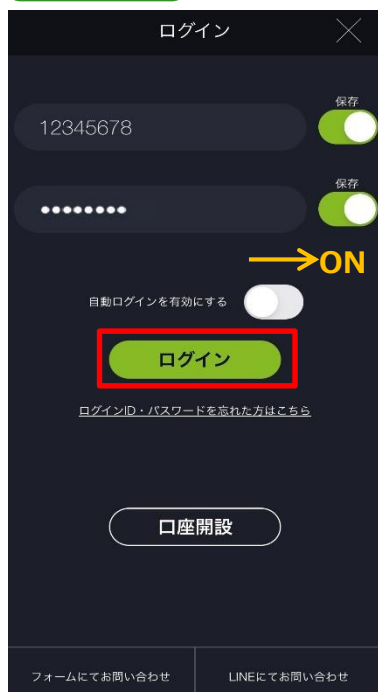 ログイン
保存
12345678
保存
••••••••
ON
自動ログインを有効にする
ログイン
ログインID・パスワードを忘れた方はこちら
口座開設
フォームにてお問い合わせ
LINEにてお問い合わせ